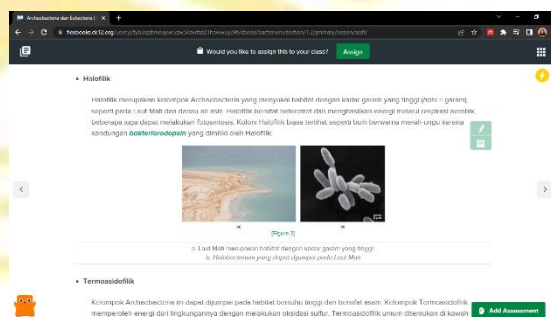 Archaebacteria dan Eubacteria |
flexbooks.ck12.org
Would you like to assign this to your class? Assign
• Halofilik
Halofilik merupakan kelompok Archaebacteria yang menyukai habitat dengan kadar garam yang tinggi (halo = garam),
seperti pada Laut Mati dan danau air asin. Halofilik bersifat heterotrof dan menghasilkan energi melalui respirasi aerobik,
beberapa juga dapat melakukan fotosintesis. Koloni Halofilik biasa terlihat seperti buih berwarna merah-ungu karena
kandungan bakteriorodopsin yang dimiliki oleh Halofilik.
[Figure 3]
a. Laut Mati merupakan habitat dengan kadar garam yang tinggi;
b. Halobacterium yang dapat dijumpai pada Laut Mati
• Termoasidofilik
Kelompok Archaebacteria ini dapat dijumpai pada habitat bersuhu tinggi dan bersifat asam. Kelompok Termoasidofilik
memperoleh energi dari lingkungannya dengan melakukan oksidasi sulfur. Termoasidofilik umum ditemukan di kawah
Add Assessment